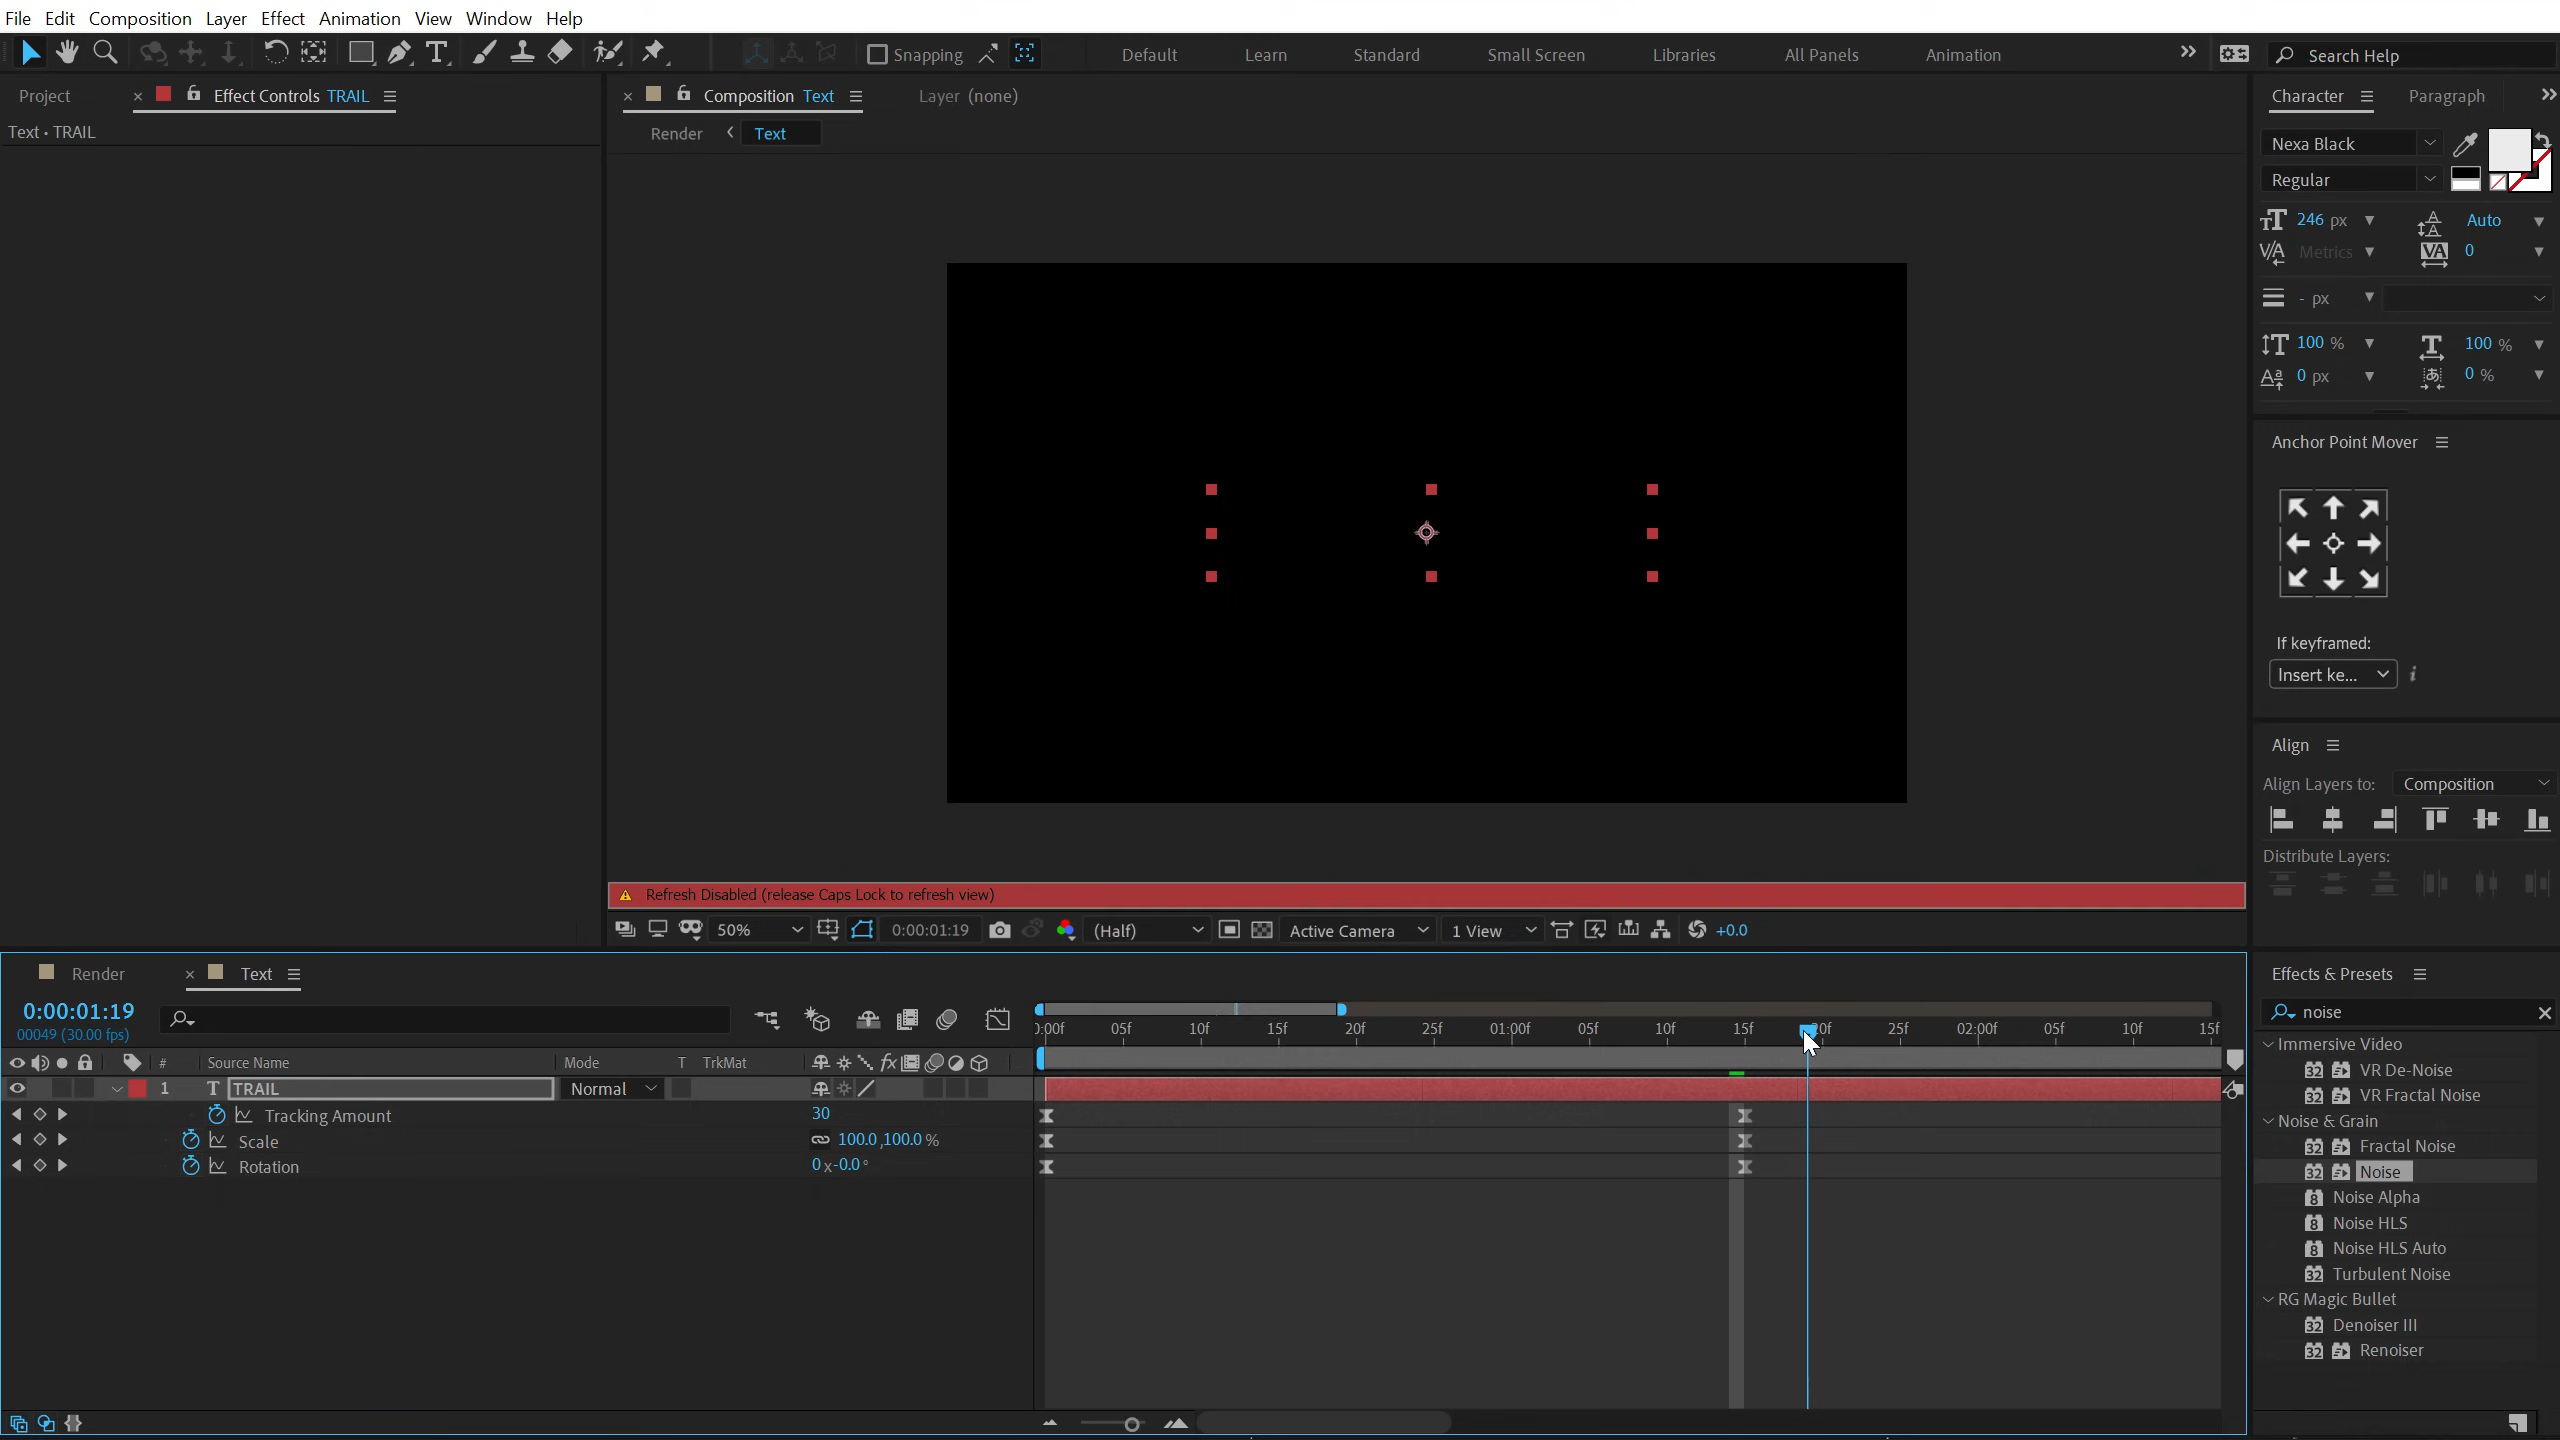 File Edit Composition Layer Effect Animation View Window Help
Snapping Default Learn Standard Small Screen Libraries All Panels Animation Search Help
Project Effect Controls TRAIL Composition Text Layer (none) Character Paragraph
Text • TRAIL
Render Text
Nexa Black
Regular
246 px Auto
Metrics 0
- px
100 % 100 %
0 px 0 %
Anchor Point Mover
If keyframed:
Insert ke...
Align
Align Layers to: Composition
Distribute Layers:
Refresh Disabled (release Caps Lock to refresh view)
50% 0:00:01:19 (Half) Active Camera 1 View +0.0
Render Text
0:00:01:19
00049 (30.00 fps)
0:00f 05f 10f 15f 20f 25f 01:00f 05f 10f 15f 20f 25f 02:00f 05f 10f 15f
# Source Name Mode T TrkMat
1 T TRAIL Normal
Tracking Amount 30
Scale 100.0,100.0 %
Rotation 0x-0.0°
Effects & Presets
noise
Immersive Video
VR De-Noise
VR Fractal Noise
Noise & Grain
Fractal Noise
Noise
Noise Alpha
Noise HLS
Noise HLS Auto
Turbulent Noise
RG Magic Bullet
Denoiser III
Renoiser